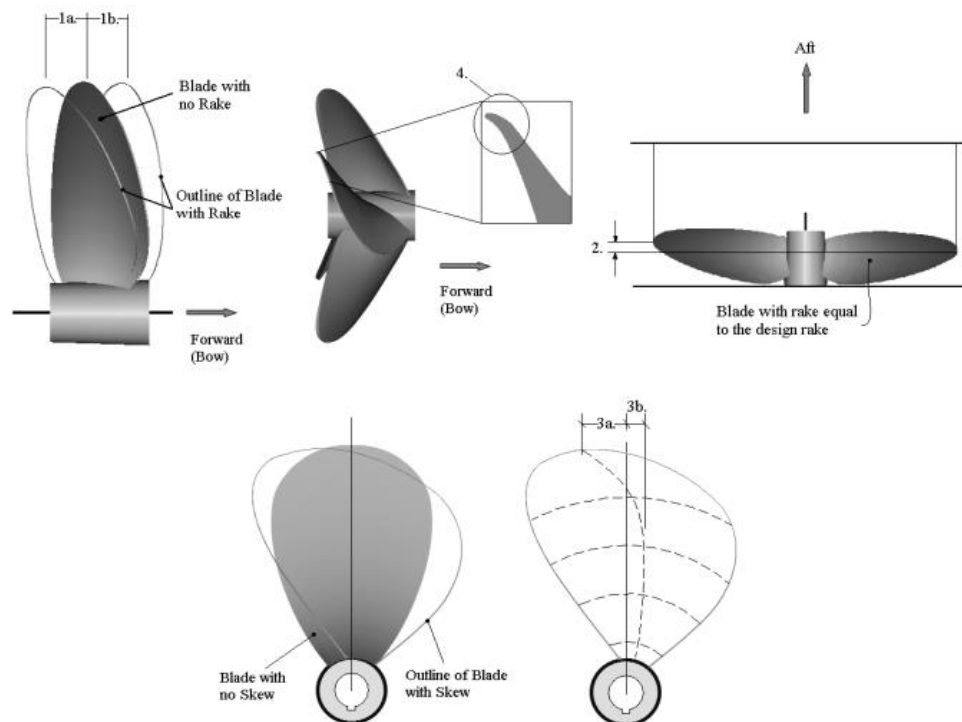 1a.
1b.
Blade with
no Rake
Outline of Blade
with Rake
Forward
(Bow)
4.
Forward
(Bow)
Aft
2.
Blade with rake equal
to the design rake
Blade with
no Skew
Outline of Blade
with Skew
3a.
3b.